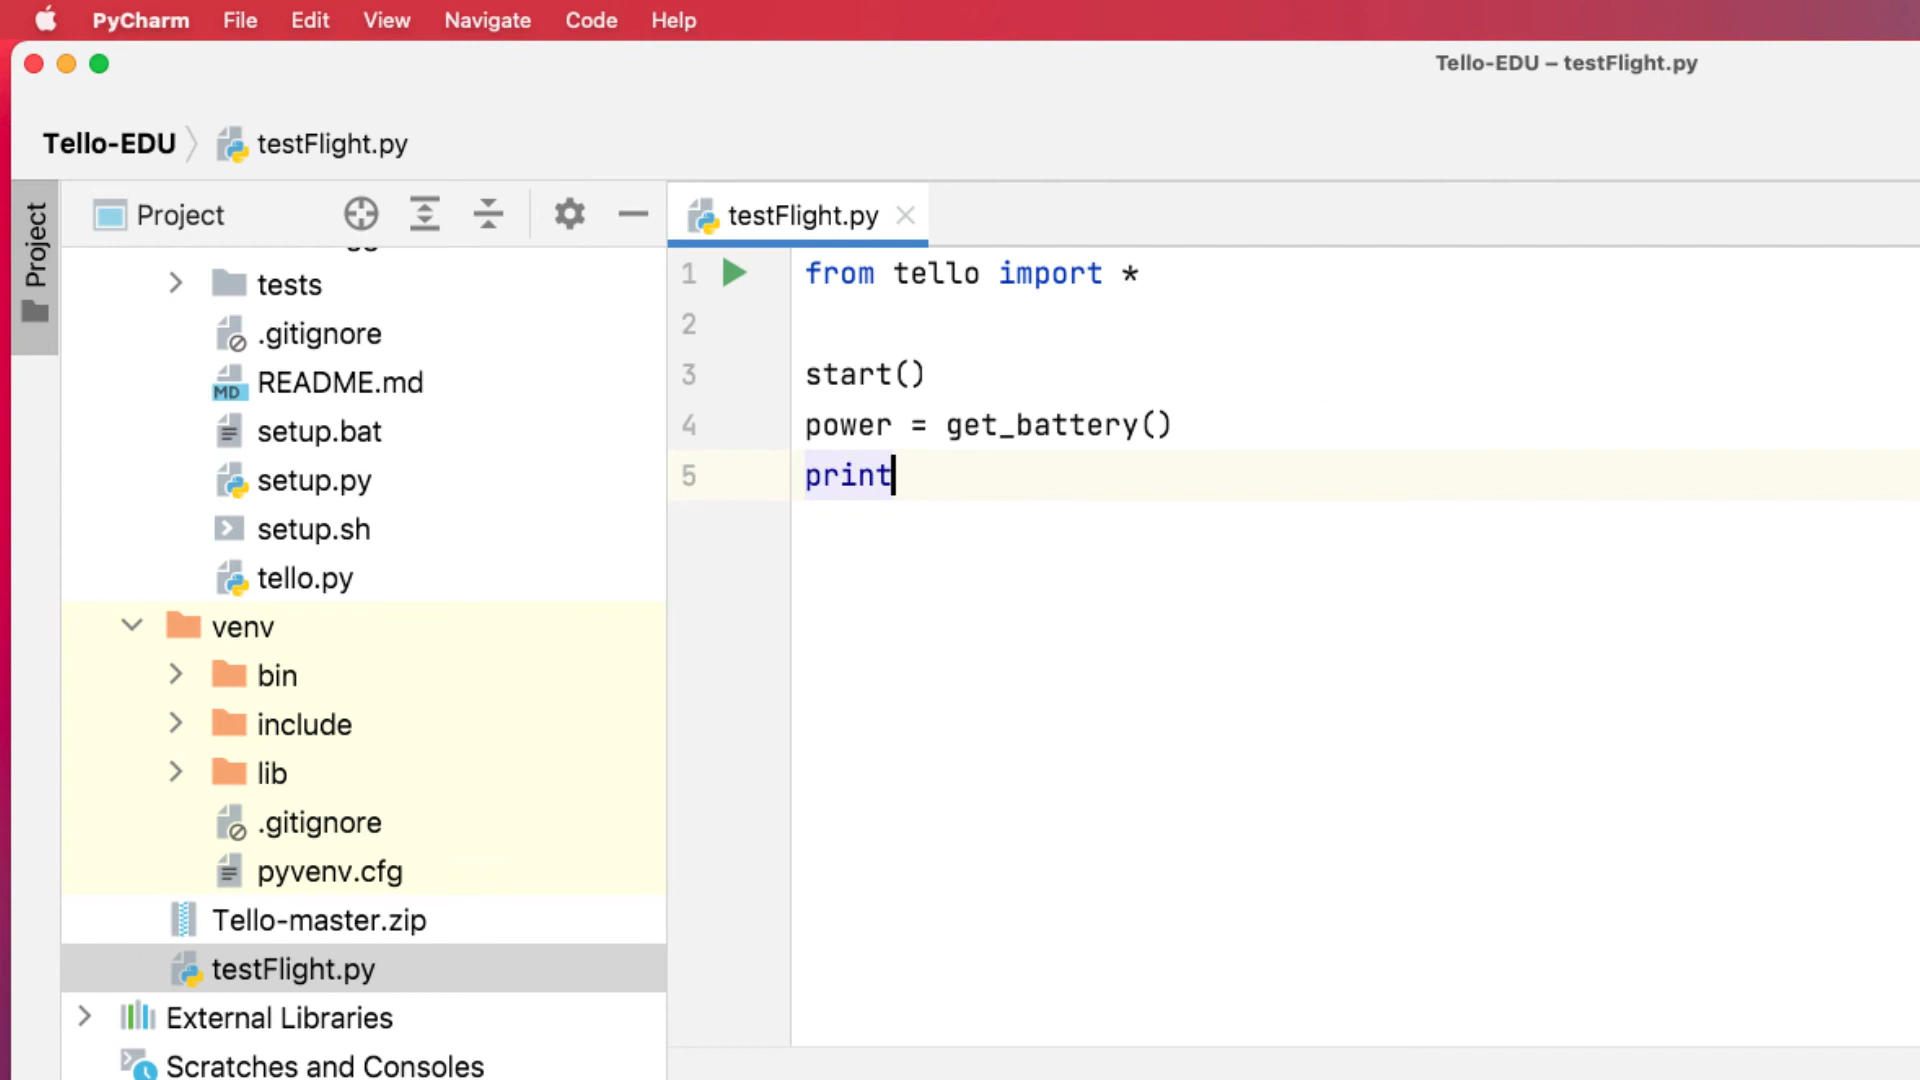 PyCharm File Edit View Navigate Code Help
Tello-EDU – testFlight.py
Tello-EDU testFlight.py
Project
Project
testFlight.py
tests
.gitignore
MD README.md
setup.bat
setup.py
setup.sh
tello.py
venv
bin
include
lib
.gitignore
pyvenv.cfg
Tello-master.zip
testFlight.py
External Libraries
Scratches and Consoles
1 from tello import *
2
3 start()
4 power = get_battery()
5 print